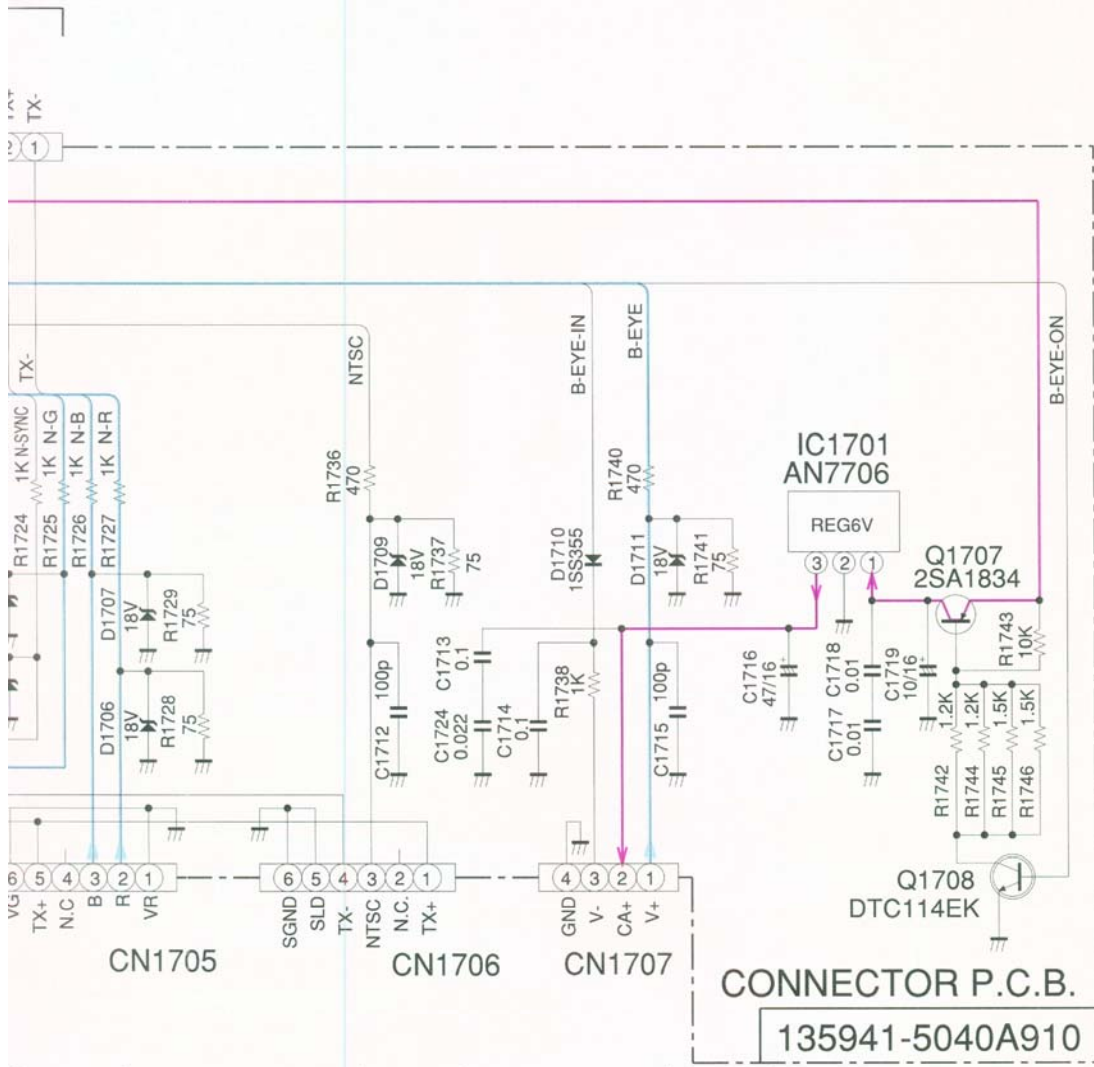 TX-
2
1
TX-
1K N-SYNC
1K N-G
1K N-B
1K N-R
R1724
R1725
R1726
R1727
NTSC
R1736
470
B-EYE-IN
B-EYE
B-EYE-ON
R1740
470
IC1701
AN7706
REG6V
3
2
1
Q1707
2SA1834
D1709
18V
R1737
75
D1710
1SS355
D1711
18V
R1741
75
D1707
18V
R1729
75
D1706
18V
R1728
75
C1712
100p
C1713
0.1
C1724
0.022
C1714
0.1
R1738
1K
C1715
100p
C1716
47/16
+
C1718
0.01
C1717
0.01
C1719
10/16
+
R1743
10K
1.2K
1.2K
1.5K
1.5K
R1742
R1744
R1745
R1746
Q1708
DTC114EK
6 5 4 3 2 1
VG TX+ N.C B R VR
CN1705
6 5 4 3 2 1
SGND SLD TX- NTSC N.C. TX+
CN1706
4 3 2 1
GND V- CA+ V+
CN1707
CONNECTOR P.C.B.
135941-5040A910